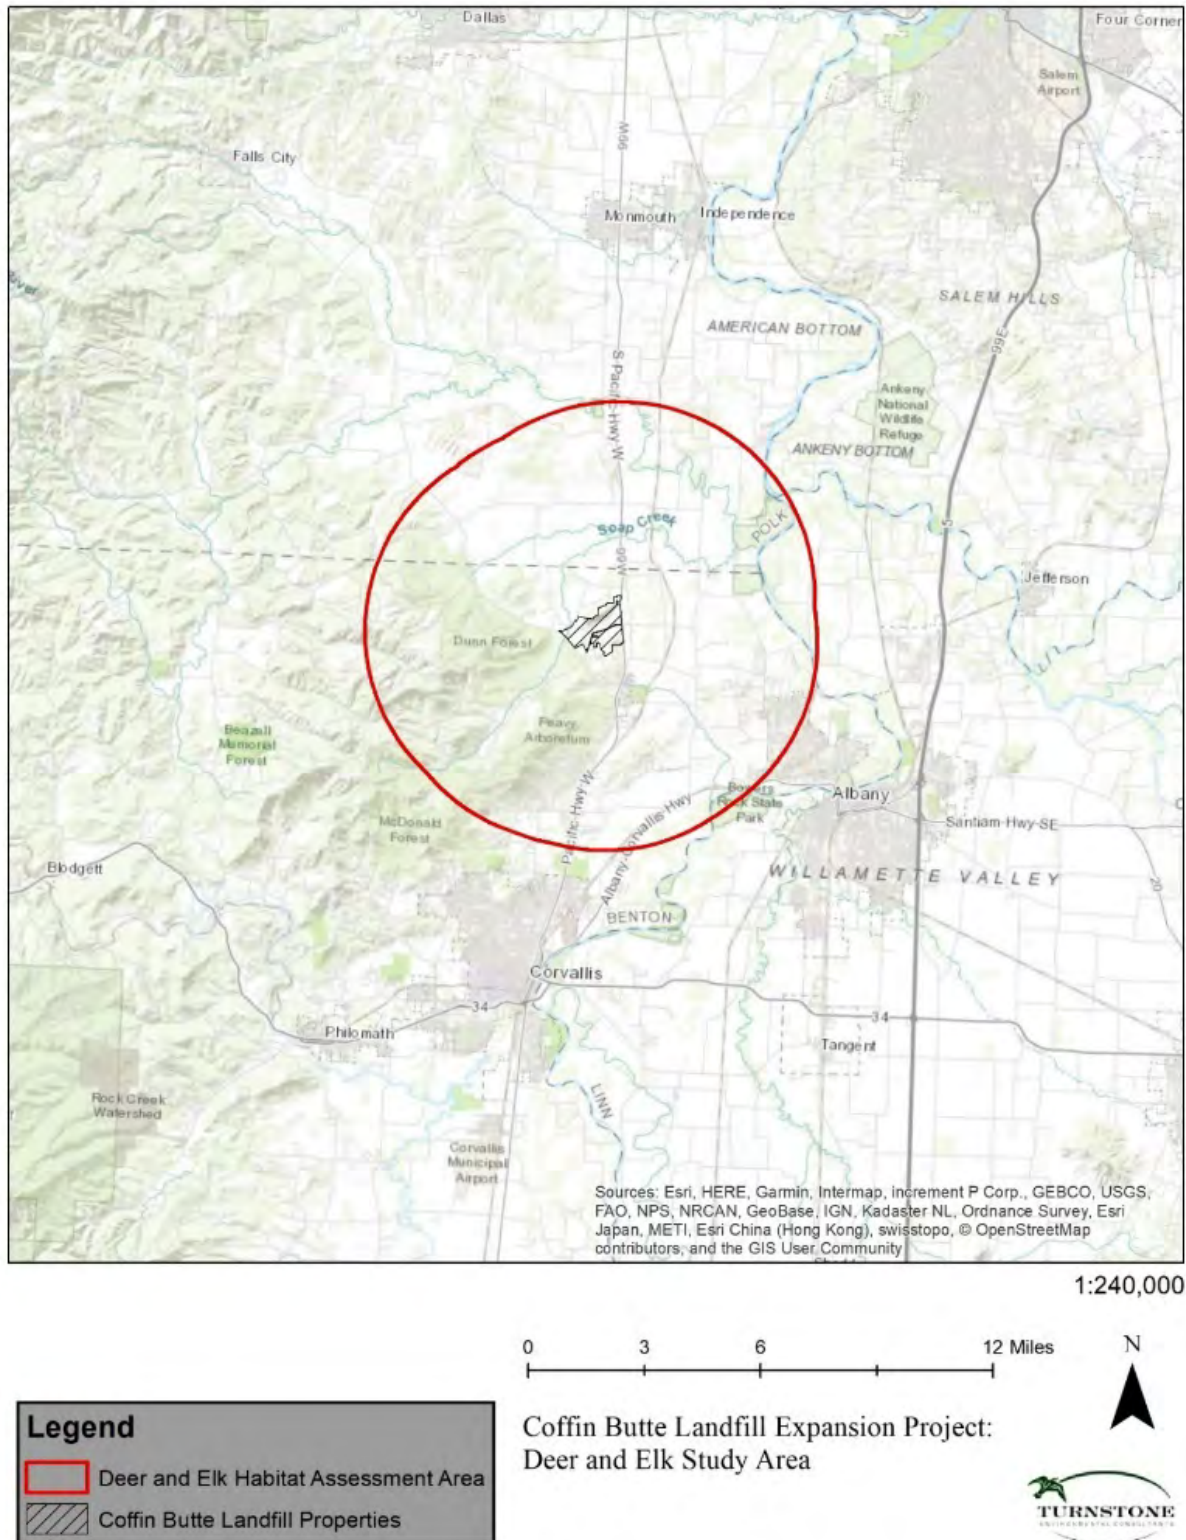 Dallas
Four Corner
Salem
Airport
99W
Falls City
Monmouth
Independence
SALEM HILLS
AMERICAN BOTTOM
99E
S Pacific Hwy W
Ankeny
National
Wildlife
Refuge
ANKENY BOTTOM
Soap Creek
POLK
5
99W
Jefferson
Dunn Forest
Beazell
Memorial
Forest
Peavy
Arboretum
Pacific Hwy W
Albany-Corvallis-Hwy
Bowers
Rock State
Park
Albany
McDonald
Forest
Santiam-Hwy-SE
Blodgett
WILLAMETTE VALLEY
20
BENTON
Corvallis
34
34
Philomath
Tangent
LINN
Rock Creek
Watershed
Corvallis
Municipal
Airport
Sources: Esri, HERE, Garmin, Intermap, increment P Corp., GEBCO, USGS,
FAO, NPS, NRCAN, GeoBase, IGN, Kadaster NL, Ordnance Survey, Esri
Japan, METI, Esri China (Hong Kong), swisstopo, © OpenStreetMap
contributors, and the GIS User Community
1:240,000
0 3 6 12 Miles
N
Legend
Deer and Elk Habitat Assessment Area
Coffin Butte Landfill Properties
Coffin Butte Landfill Expansion Project:
Deer and Elk Study Area
TURNSTONE
ENVIRONMENTAL CONSULTANTS